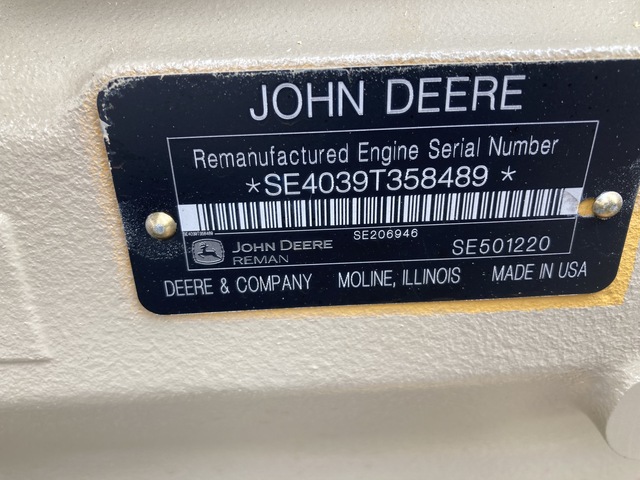 JOHN DEERE
Remanufactured Engine Serial Number
*SE4039T358489*
SE4039T358489
SE206946
JOHN DEERE
REMAN
SE501220
DEERE & COMPANY MOLINE, ILLINOIS MADE IN USA